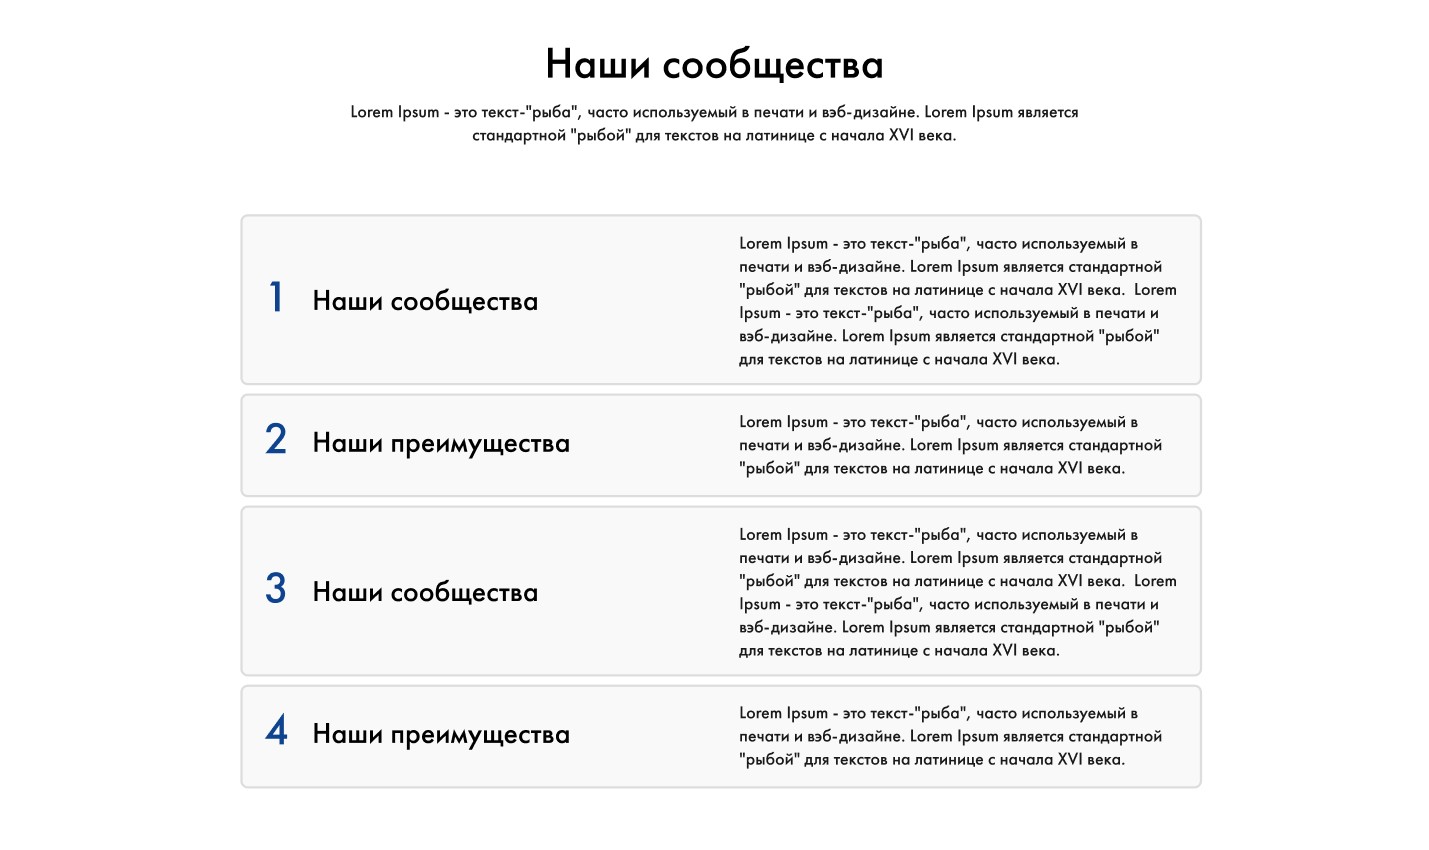 Наши сообщества
Lorem Ipsum - это текст-"рыба", часто используемый в печати и вэб-дизайне. Lorem Ipsum является
стандартной "рыбой" для текстов на латинице с начала XVI века.
1 Наши сообщества
Lorem Ipsum - это текст-"рыба", часто используемый в
печати и вэб-дизайне. Lorem Ipsum является стандартной
"рыбой" для текстов на латинице с начала XVI века. Lorem
Ipsum - это текст-"рыба", часто используемый в печати и
вэб-дизайне. Lorem Ipsum является стандартной "рыбой"
для текстов на латинице с начала XVI века.
2 Наши преимущества
Lorem Ipsum - это текст-"рыба", часто используемый в
печати и вэб-дизайне. Lorem Ipsum является стандартной
"рыбой" для текстов на латинице с начала XVI века.
3 Наши сообщества
Lorem Ipsum - это текст-"рыба", часто используемый в
печати и вэб-дизайне. Lorem Ipsum является стандартной
"рыбой" для текстов на латинице с начала XVI века. Lorem
Ipsum - это текст-"рыба", часто используемый в печати и
вэб-дизайне. Lorem Ipsum является стандартной "рыбой"
для текстов на латинице с начала XVI века.
4 Наши преимущества
Lorem Ipsum - это текст-"рыба", часто используемый в
печати и вэб-дизайне. Lorem Ipsum является стандартной
"рыбой" для текстов на латинице с начала XVI века.